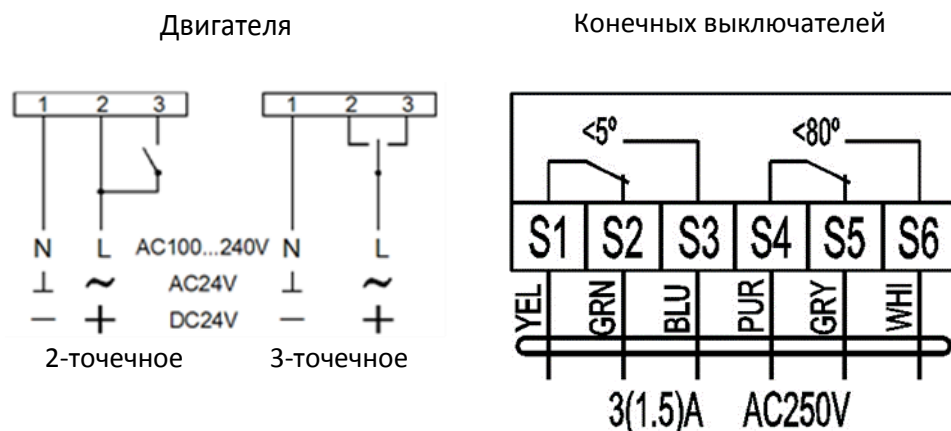 Двигателя
Конечных выключателей
1 2 3
1 2 3
N L AC100...240V N L
⊥ ~ AC24V ⊥ ~
— + DC24V — +
2-точечное
3-точечное
<5º <80º
S1 S2 S3 S4 S5 S6
YEL GRN BLU PUR GRY WHI
3(1.5)A AC250V